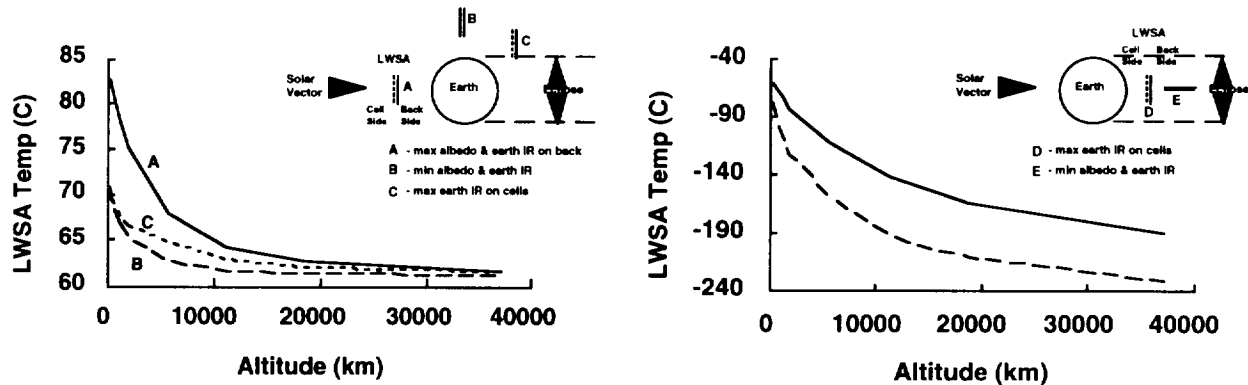 85
80
75
70
65
60
LWSA Temp (C)
0
10000
20000
30000
40000
Altitude (km)
A
B
C
B
C
LWSA
Solar
Vector
A
Earth
Cell
Side
Back
Side
A - max albedo & earth IR on back
B - min albedo & earth IR
C - max earth IR on cells
-40
-90
-140
-190
-240
LWSA Temp (C)
0
10000
20000
30000
40000
Altitude (km)
LWSA
Cell
Side
Back
Side
Solar
Vector
Earth
D
E
D - max earth IR on cells
E - min albedo & earth IR